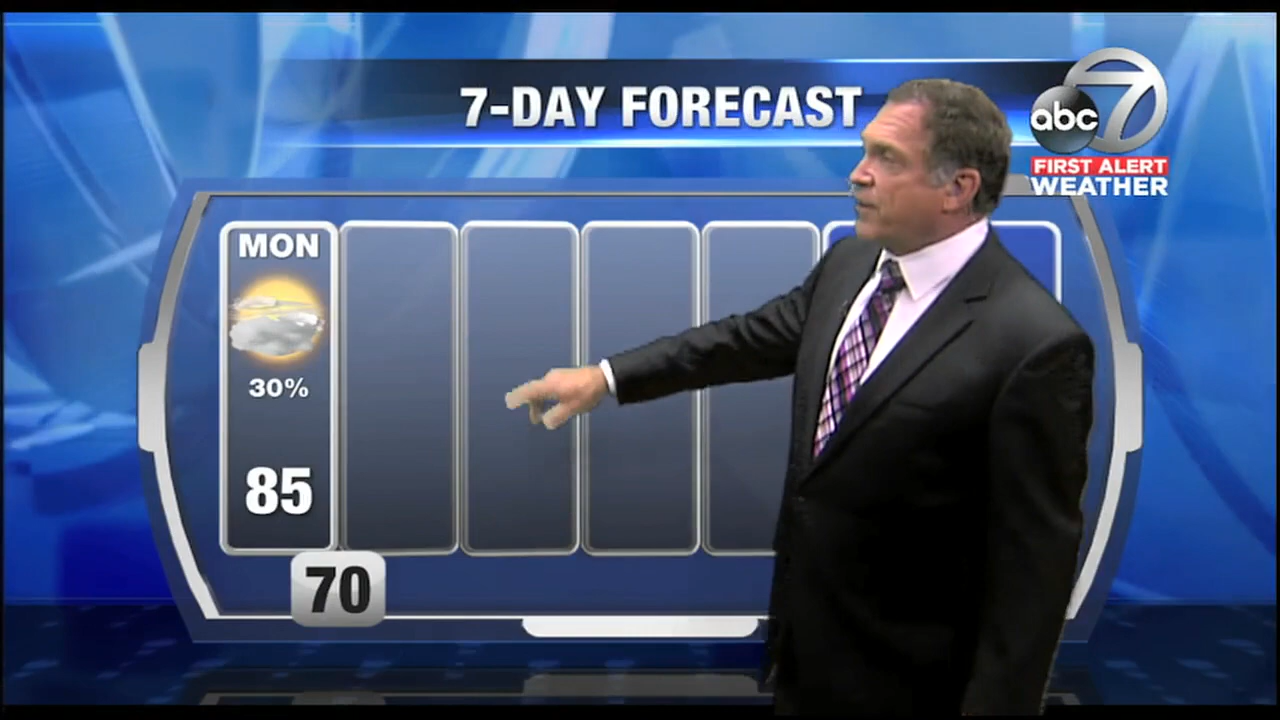 7-DAY FORECAST
abc 7
FIRST ALERT
WEATHER
MON
30%
85
70